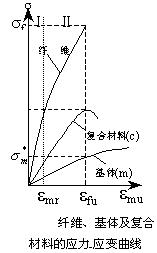 σ
σf
Ⅰ Ⅱ
纤 维
复合材料(c)
σm*
基体(m)
εmr εfu εmu
纤维、基体及复合
材料的应力-应变曲线